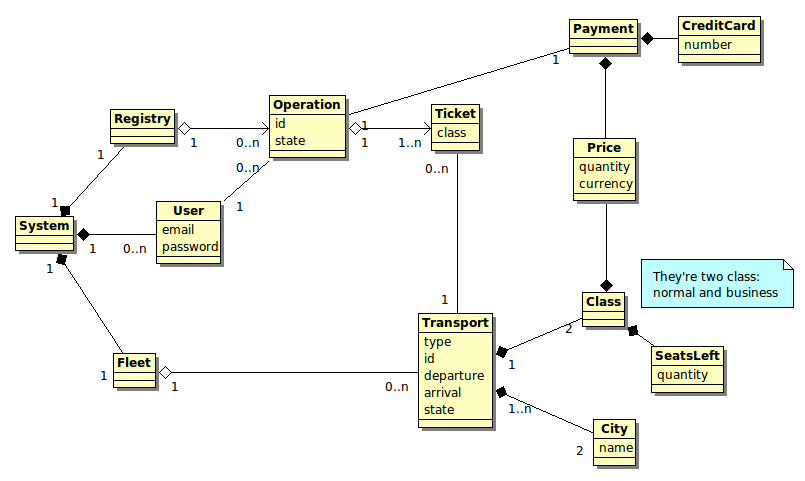 Payment
CreditCard
number
1
Registry
Operation
id
state
Ticket
class
1
0..n
1
1
1..n
Price
quantity
currency
1
0..n
0..n
1
User
email
password
1
System
1
0..n
1
They're two class:
normal and business
Class
1
Transport
type
id
departure
arrival
state
2
1
SeatsLeft
quantity
Fleet
1
1
0..n
1..n
City
name
2